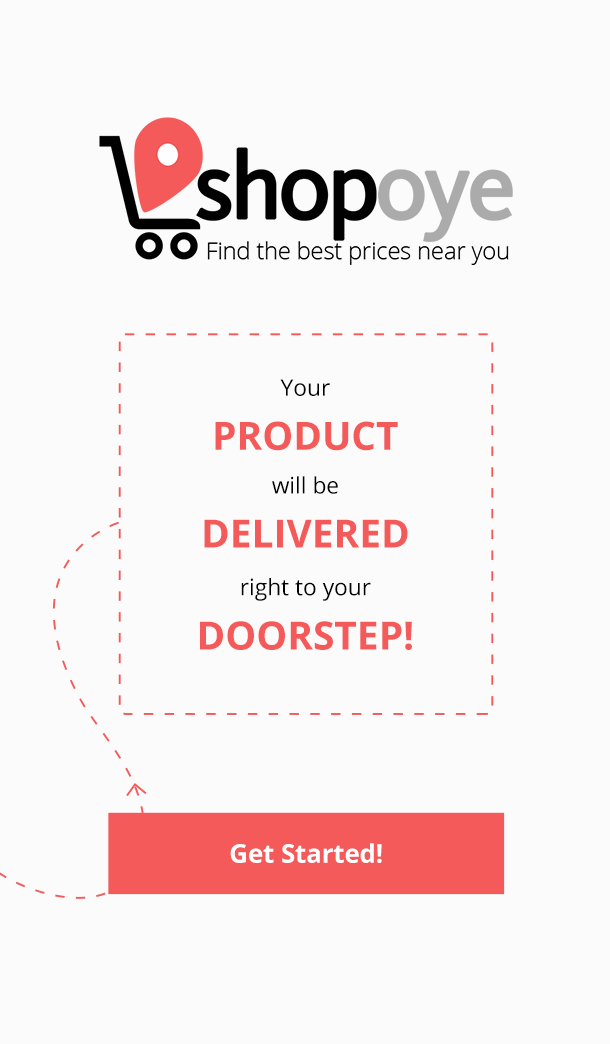 shopoye
Find the best prices near you
Your
PRODUCT
will be
DELIVERED
right to your
DOORSTEP!
Get Started!